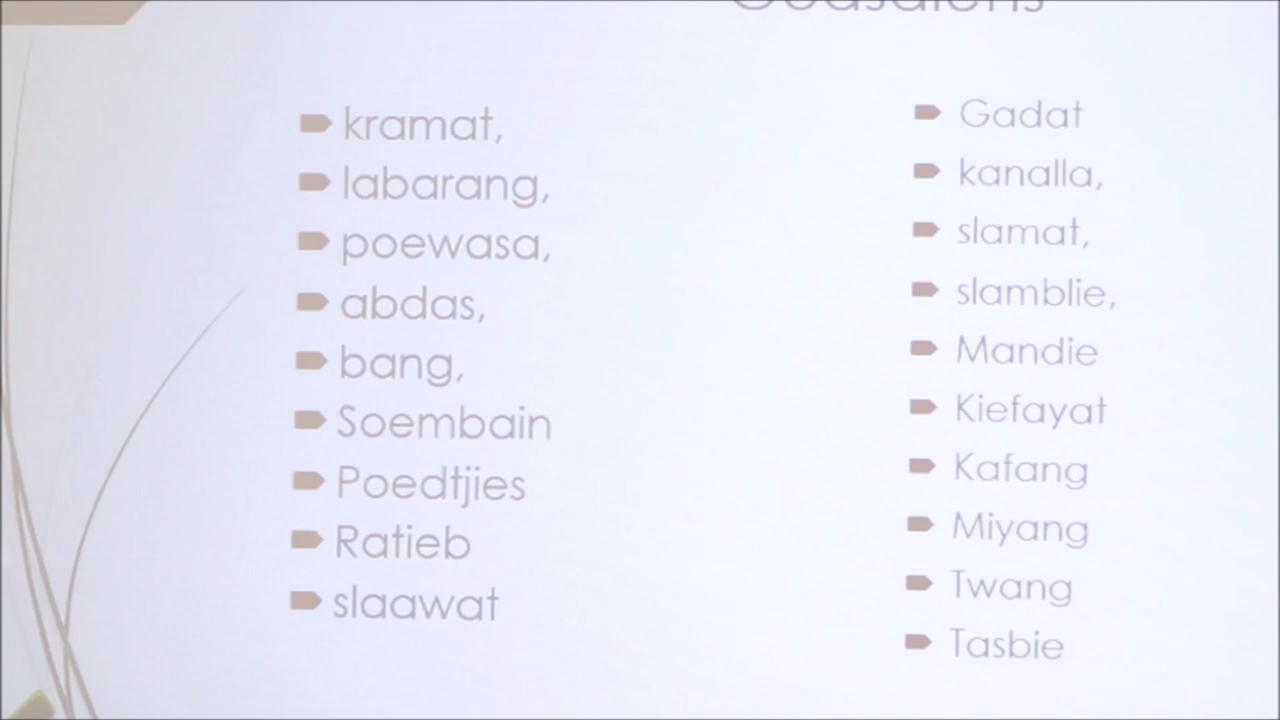 kramat,
labarang,
poewasa,
abdas,
bang,
Soembain
Poedtjies
Ratieb
slaawat
Gadat
kanalla,
slamat,
slamblie,
Mandie
Kiefayat
Kafang
Miyang
Twang
Tasbie